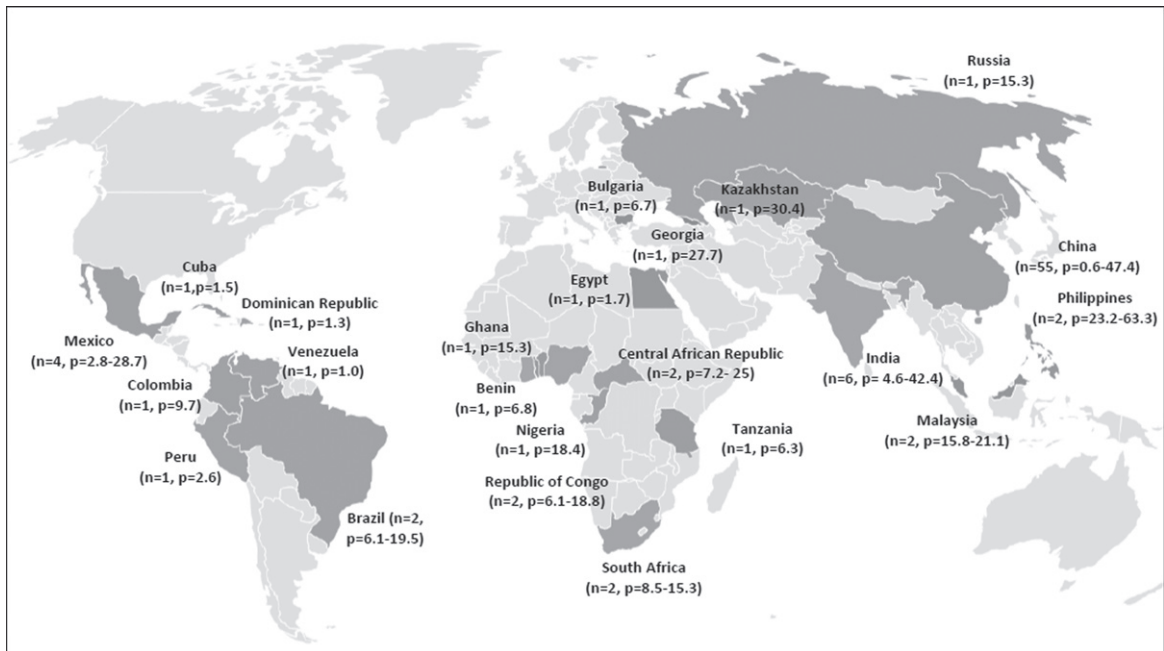 Russia
(n=1, p=15.3)
Bulgaria
(n=1, p=6.7)
Kazakhstan
(n=1, p=30.4)
Georgia
(n=1, p=27.7)
China
(n=55, p=0.6-47.4)
Cuba
(n=1,p=1.5)
Egypt
(n=1, p=1.7)
Dominican Republic
(n=1, p=1.3)
Philippines
(n=2, p=23.2-63.3)
Mexico
(n=4, p=2.8-28.7)
Venezuela
(n=1, p=1.0)
Ghana
(n=1, p=15.3)
Central African Republic
(n=2, p=7.2- 25)
India
(n=6, p= 4.6-42.4)
Colombia
(n=1, p=9.7)
Benin
(n=1, p=6.8)
Nigeria
(n=1, p=18.4)
Tanzania
(n=1, p=6.3)
Malaysia
(n=2, p=15.8-21.1)
Peru
(n=1, p=2.6)
Republic of Congo
(n=2, p=6.1-18.8)
Brazil (n=2,
p=6.1-19.5)
South Africa
(n=2, p=8.5-15.3)